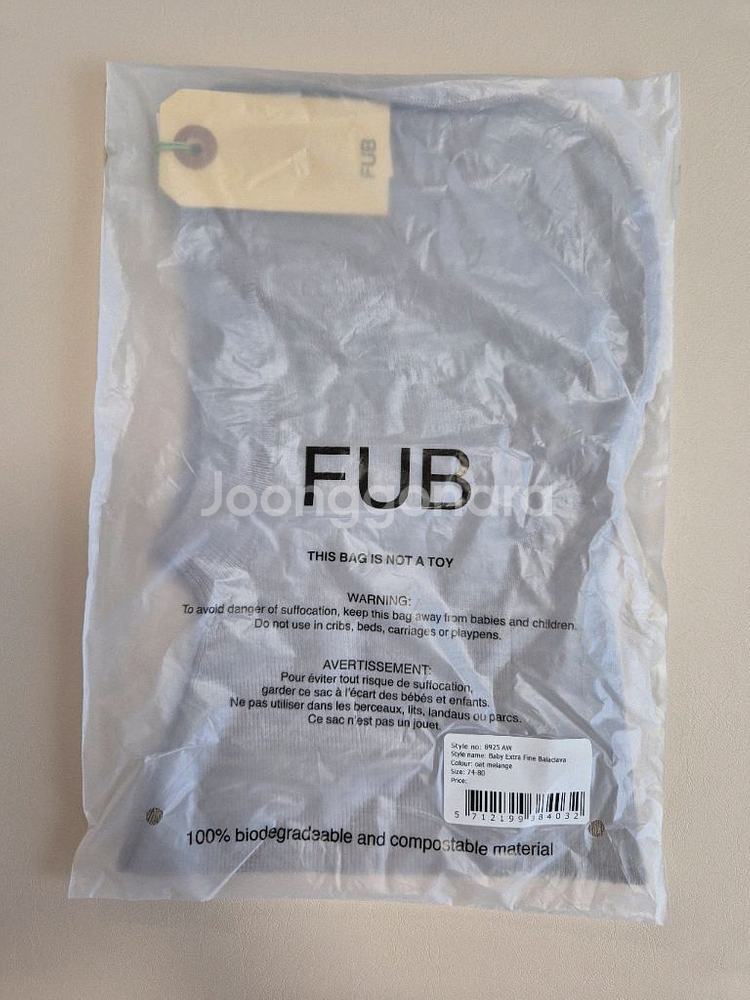 FUB
FUB
Joonggonara
THIS BAG IS NOT A TOY
WARNING:
To avoid danger of suffocation, keep this bag away from babies and children.
Do not use in cribs, beds, carriages or playpens.
AVERTISSEMENT:
Pour éviter tout risque de suffocation,
garder ce sac à l'écart des bébés et enfants.
Ne pas utiliser dans les berceaux, lits, landaus ou parcs.
Ce sac n'est pas un jouet.
Style no: 6925 AW
Style name: Baby Extra Fine Balaclava
Colour: oat melange
Size: 74-80
Price:
5 712199 384032
100% biodegradeable and compostable material